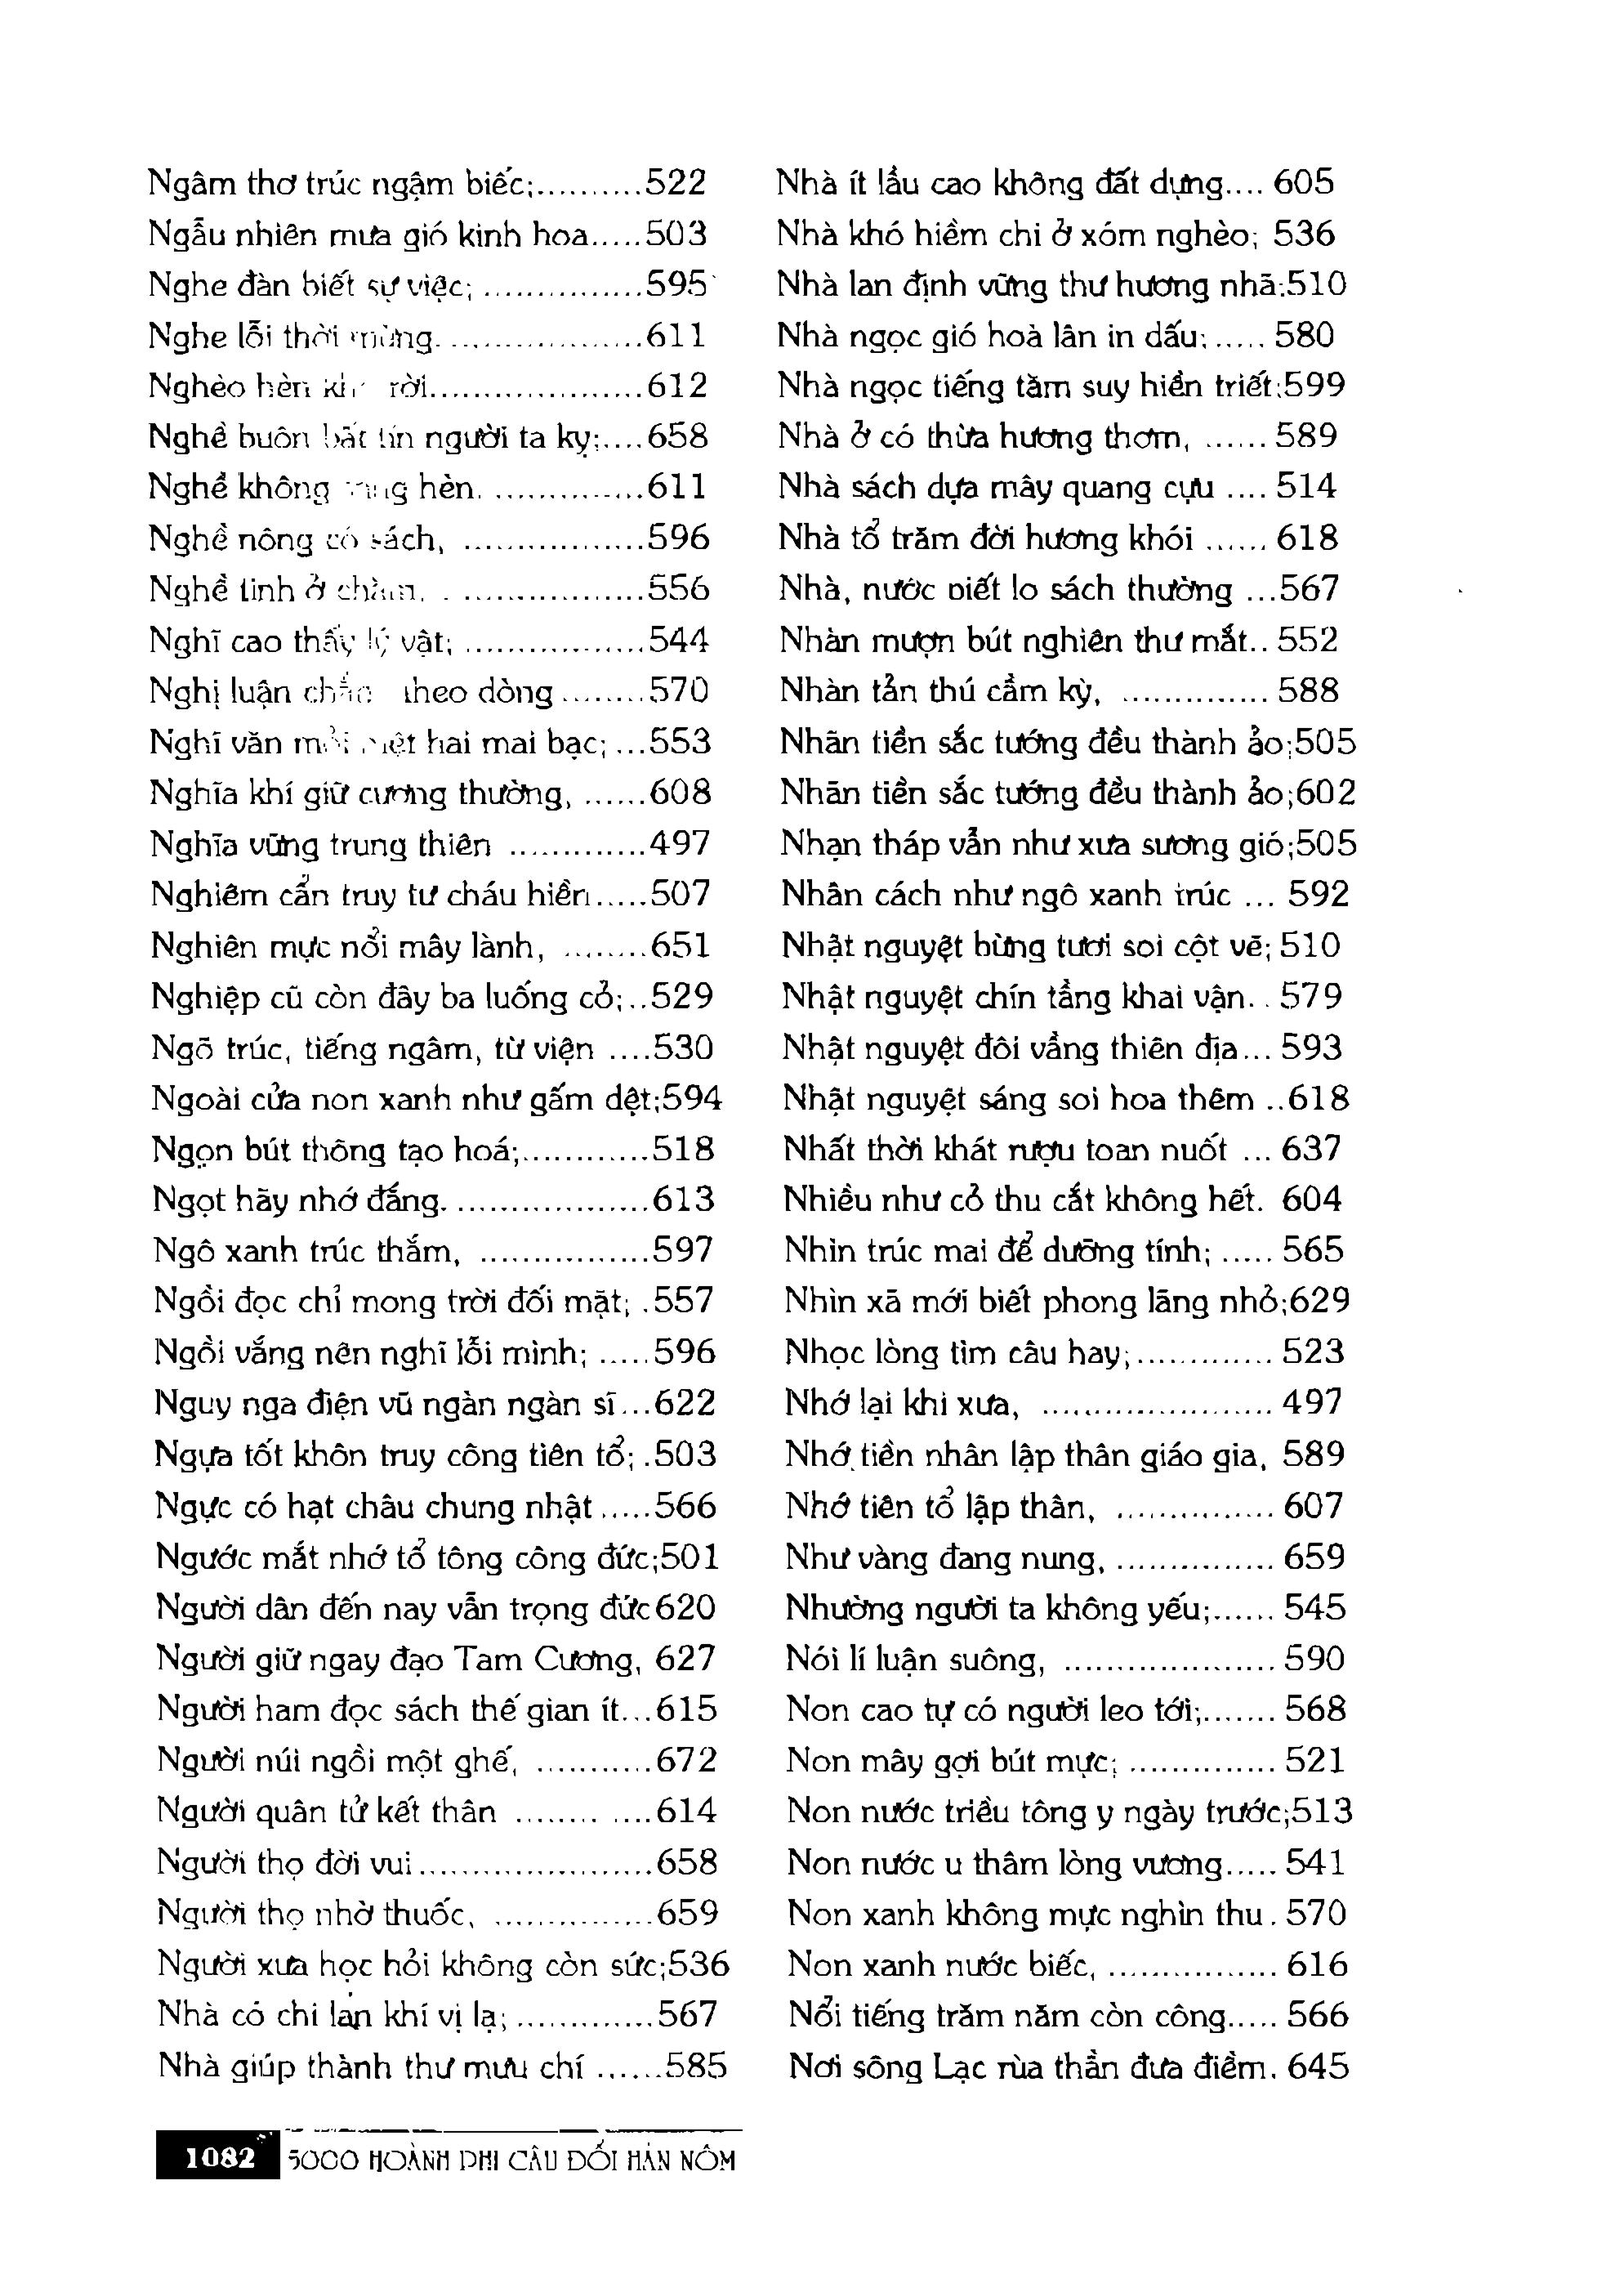 Ngâm thơ trúc ngậm biếc;..........522
Ngẫu nhiên mưa gió kinh hoa.....503
Nghe đàn biết sự việc; ...............595
Nghe lỗi thời mừng. ..................611
Nghèo hèn rời....................612
Nghề buôn bất tín người ta kỵ;....658
Nghề không hèn. ..............611
Nghề nông có sách, .................596
Nghề tinh ở chăm. . .................556
Nghĩ cao thấy lý vật; .................544
Nghị luận theo dòng ........570
Nghĩ văn mỏi mệt hai mai bạc; ...553
Nghĩa khí giữ cương thường, ......608
Nghĩa vững trung thiên .............497
Nghiêm cẩn truy tư cháu hiền.....507
Nghiên mực nổi mây lành, ........651
Nghiệp cũ còn đây ba luống cỏ;..529
Ngõ trúc, tiếng ngâm, từ viện ....530
Ngoài cửa non xanh như gấm dệt;594
Ngọn bút thông tạo hoá;............518
Ngọt hãy nhớ đắng. ..................613
Ngô xanh trúc thắm, ................597
Ngồi đọc chỉ mong trời đối mặt; .557
Ngồi vắng nên nghĩ lỗi mình; .....596
Nguy nga điện vũ ngàn ngàn sĩ...622
Ngựa tốt khôn truy công tiên tổ; .503
Ngực có hạt châu chung nhật .....566
Ngước mắt nhớ tổ tông công đức;501
Người dân đến nay vẫn trọng đức620
Người giữ ngay đạo Tam Cương, 627
Người ham đọc sách thế gian ít...615
Người núi ngồi một ghế, ...........672
Người quân tử kết thân ........ ....614
Người thọ đời vui......................658
Người thọ nhờ thuốc, ...............659
Người xưa học hỏi không còn sức;536
Nhà có chi lan khí vị lạ; .............567
Nhà giúp thành thư mưu chí ......585
Nhà ít lầu cao không đất dựng.... 605
Nhà khó hiềm chi ở xóm nghèo; 536
Nhà lan định vững thư hương nhã;510
Nhà ngọc gió hoà lân in dấu; ..... 580
Nhà ngọc tiếng tăm suy hiền triết;599
Nhà ở có thừa hương thơm, ...... 589
Nhà sách dựa mây quang cựu .... 514
Nhà tổ trăm đời hương khói ...... 618
Nhà, nước biết lo sách thường ...567
Nhàn mượn bút nghiên thư mắt.. 552
Nhàn tản thú cầm kỳ, .............. 588
Nhãn tiền sắc tướng đều thành ảo;505
Nhãn tiền sắc tướng đều thành ảo;602
Nhạn tháp vẫn như xưa sương gió;505
Nhân cách như ngô xanh trúc ... 592
Nhật nguyệt bừng tươi soi cột vẽ; 510
Nhật nguyệt chín tầng khai vận. . 579
Nhật nguyệt đôi vầng thiên địa... 593
Nhật nguyệt sáng soi hoa thêm ..618
Nhất thời khát rượu toan nuốt ... 637
Nhiều như cỏ thu cắt không hết. 604
Nhìn trúc mai để dưỡng tính; ..... 565
Nhìn xã mới biết phong lãng nhỏ;629
Nhọc lòng tìm câu hay;............. 523
Nhớ lại khi xưa, ...................... 497
Nhớ tiền nhân lập thân giáo gia, 589
Nhớ tiên tổ lập thân, ............... 607
Như vàng đang nung, ............... 659
Nhường người ta không yếu;...... 545
Nói lí luận suông, .................... 590
Non cao tự có người leo tới;....... 568
Non mây gợi bút mực; .............. 521
Non nước triều tông y ngày trước;513
Non nước u thâm lòng vương..... 541
Non xanh không mực nghìn thu . 570
Non xanh nước biếc, ................ 616
Nổi tiếng trăm năm còn công..... 566
Nơi sông Lạc rùa thần đưa điềm. 645
1082 5000 HOÀNH PHI CÂU ĐỐI HÁN NÔM